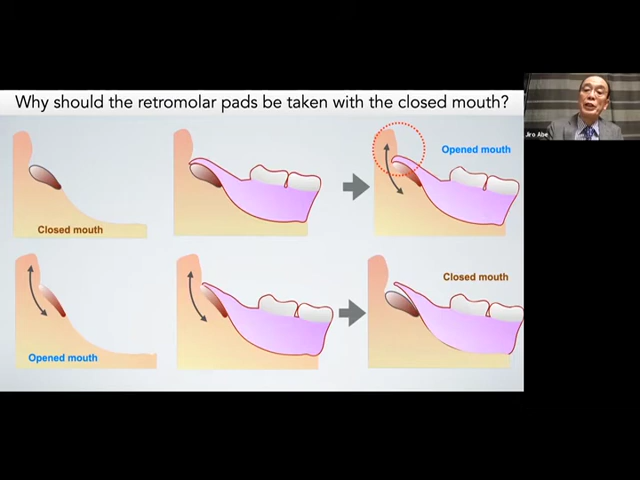 Why should the retromolar pads be taken with the closed mouth?
Jiro Abe
Opened mouth
Closed mouth
Closed mouth
Opened mouth